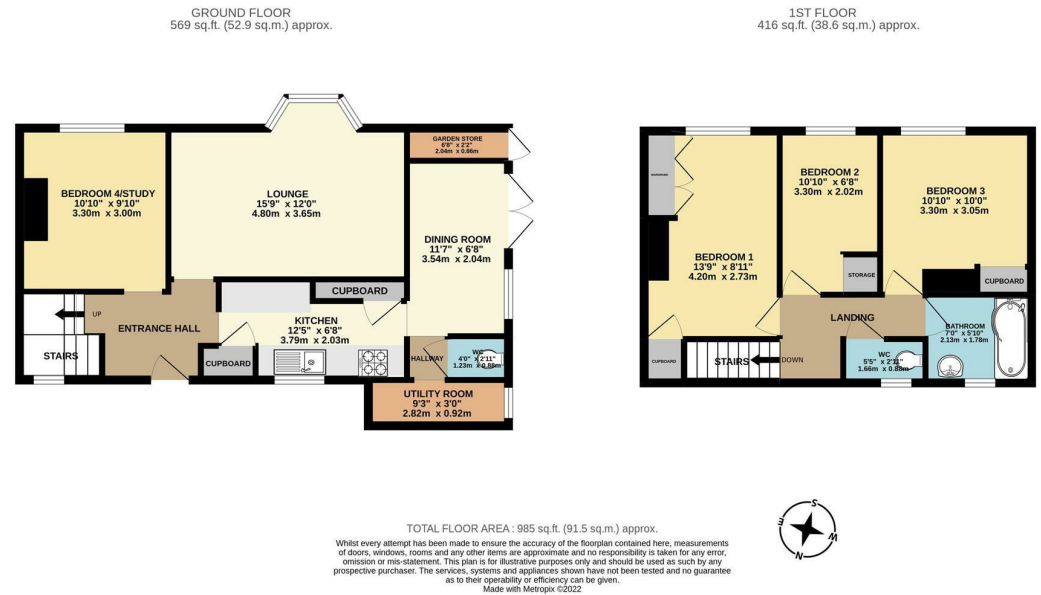 GROUND FLOOR
569 sq.ft. (52.9 sq.m.) approx.
1ST FLOOR
416 sq.ft. (38.6 sq.m.) approx.
GARDEN STORE
6'8" x 2'2"
2.04m x 0.66m
BEDROOM 4/STUDY
10'10" x 9'10"
3.30m x 3.00m
LOUNGE
15'9" x 12'0"
4.80m x 3.65m
DINING ROOM
11'7" x 6'8"
3.54m x 2.04m
CUPBOARD
KITCHEN
12'5" x 6'8"
3.79m x 2.03m
UP
ENTRANCE HALL
STAIRS
CUPBOARD
HALLWAY
WC
4'0" x 2'11"
1.23m x 0.88m
UTILITY ROOM
9'3" x 3'0"
2.82m x 0.92m
WARDROBE
BEDROOM 1
13'9" x 8'11"
4.20m x 2.73m
BEDROOM 2
10'10" x 6'8"
3.30m x 2.02m
BEDROOM 3
10'10" x 10'0"
3.30m x 3.05m
STORAGE
CUPBOARD
LANDING
BATHROOM
7'0" x 5'10"
2.13m x 1.78m
CUPBOARD
STAIRS
DOWN
WC
5'5" x 2'11"
1.66m x 0.88m
S
E
W
N
TOTAL FLOOR AREA : 985 sq.ft. (91.5 sq.m.) approx.
Whilst every attempt has been made to ensure the accuracy of the floorplan contained here, measurements
of doors, windows, rooms and any other items are approximate and no responsibility is taken for any error,
omission or mis-statement. This plan is for illustrative purposes only and should be used as such by any
prospective purchaser. The services, systems and appliances shown have not been tested and no guarantee
as to their operability or efficiency can be given.
Made with Metropix ©2022